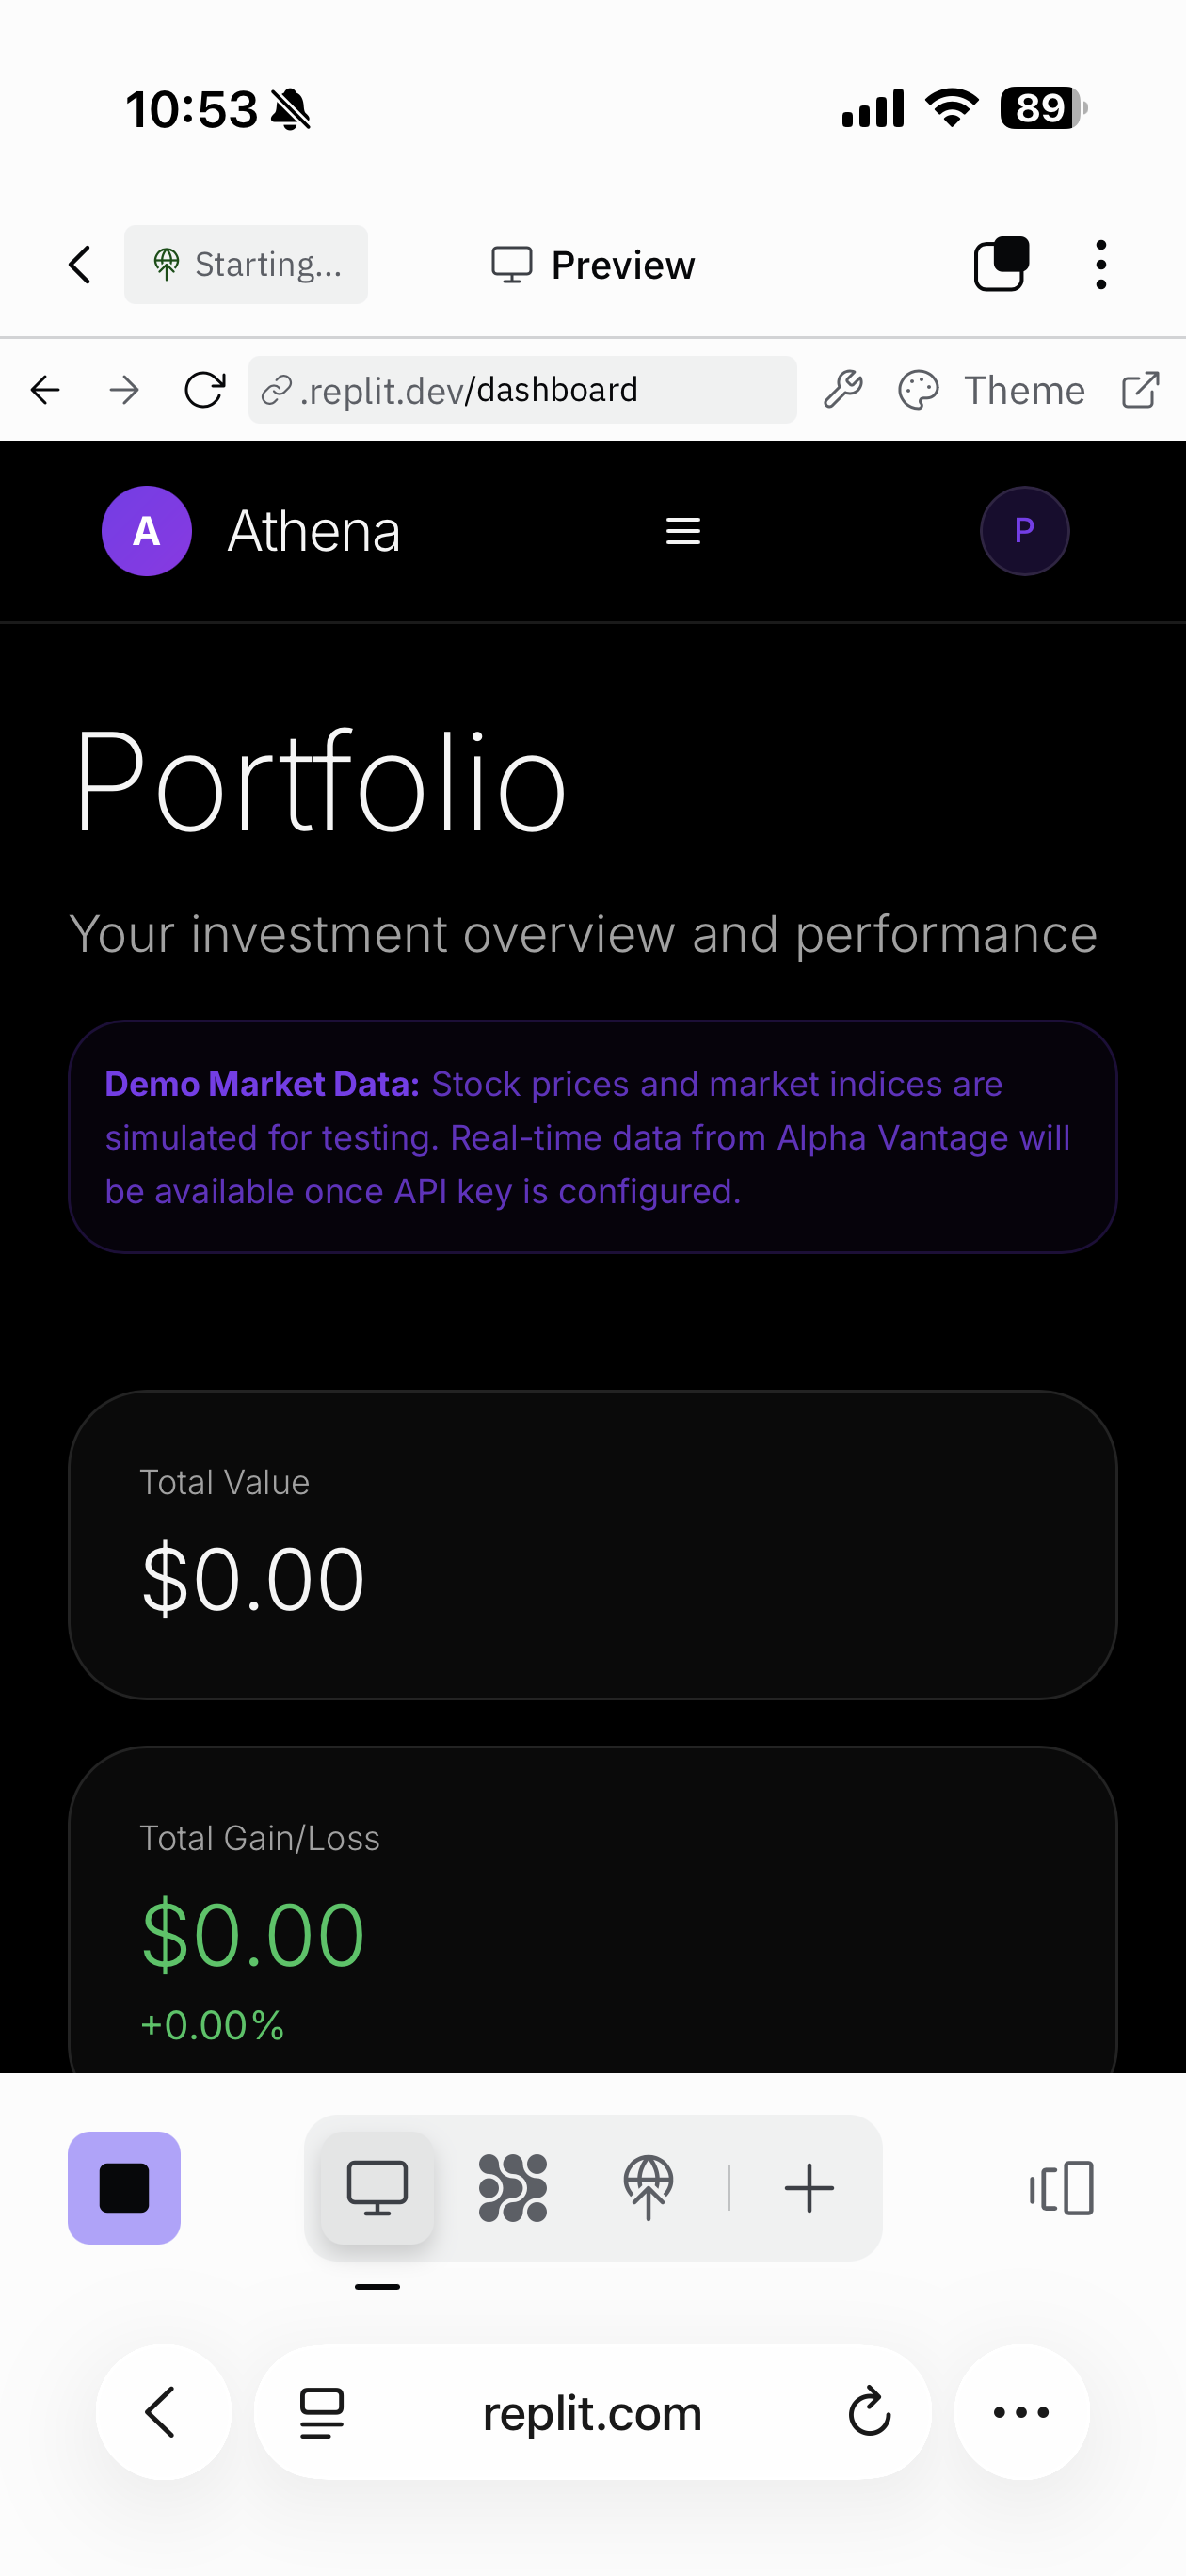 10:53
89
Starting...
Preview
.replit.dev/dashboard
Theme
A
Athena
P
Portfolio
Your investment overview and performance
Demo Market Data: Stock prices and market indices are
simulated for testing. Real-time data from Alpha Vantage will
be available once API key is configured.
Total Value
$0.00
Total Gain/Loss
$0.00
+0.00%
replit.com